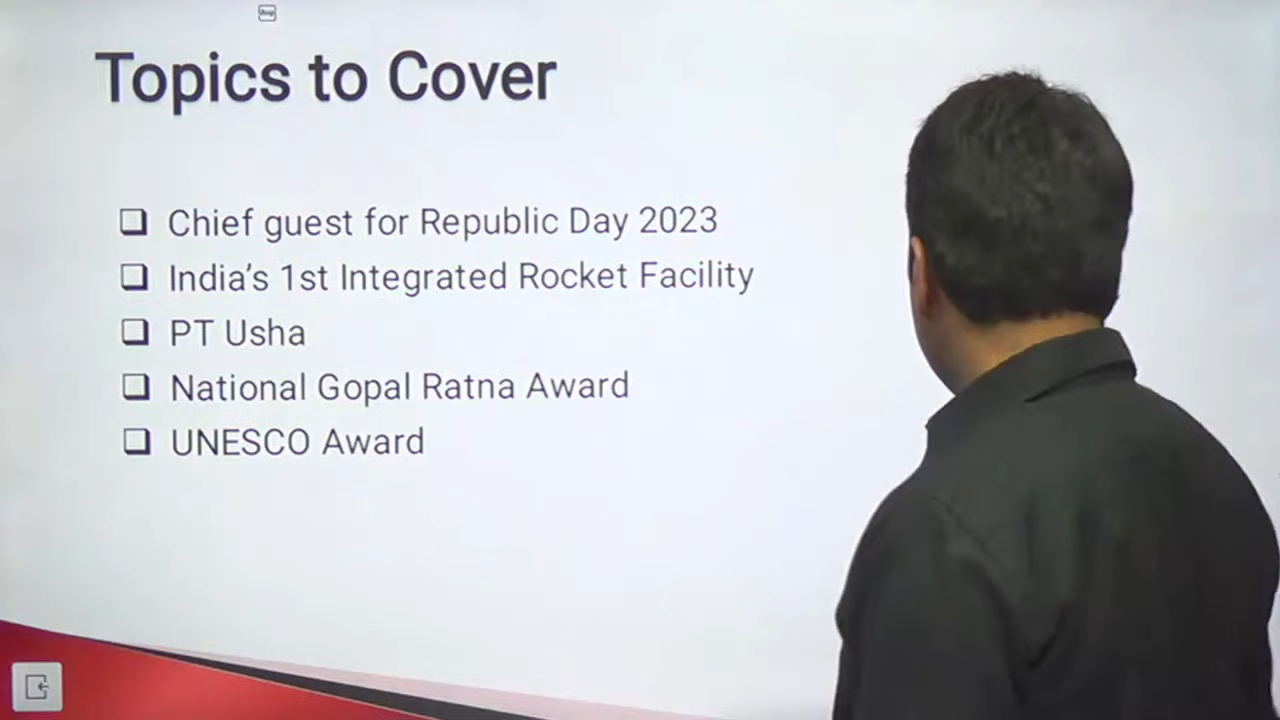 Topics to Cover
Chief guest for Republic Day 2023
India's 1st Integrated Rocket Facility
PT Usha
National Gopal Ratna Award
UNESCO Award